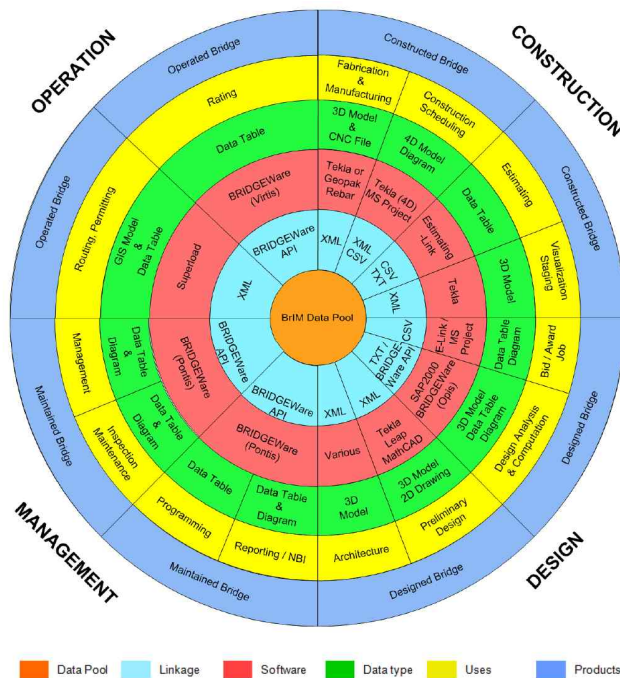 OPERATION
CONSTRUCTION
MANAGEMENT
DESIGN
Operated Bridge
Constructed Bridge
Constructed Bridge
Designed Bridge
Designed Bridge
Maintained Bridge
Maintained Bridge
Operated Bridge
Rating
Fabrication
&
Manufacturing
Construction
Scheduling
Estimating
Visualization
Staging
Bid / Award
Job
Design Analysis
& Computation
Preliminary
Design
Architecture
Reporting / NBI
Programming
Inspection
Maintenance
Management
Routing, Permitting
Data Table
3D Model
&
CNC File
4D Model
Diagram
Data Table
3D Model
Data Table
Diagram
3D Model
Data Table
Diagram
3D Model
2D Drawing
3D
Model
Data Table
&
Diagram
Data Table
Data Table
&
Diagram
Data Table
&
Diagram
GIS Model
&
Data Table
BRIDGEWare
(Virtis)
Tekla or
Geopak
Rebar
Tekla (4D)
MS Project
Estimating
-Link
Tekla
E-Link / MS
Project
SAP2000
BRIDGEWare
(Opis)
Tekla
Leap
MathCAD
Various
BRIDGEWare
(Pontis)
BRIDGEWare
(Pontis)
Superload
BRIDGEWare
API
XML
XML
CSV
CSV
TXT
XML
CSV
TXT /
BRIDGE-
Ware API
XML
XML
BRIDGEWare
API
BRIDGEWare
API
XML
BrIM Data Pool
Data Pool
Linkage
Software
Data type
Uses
Products